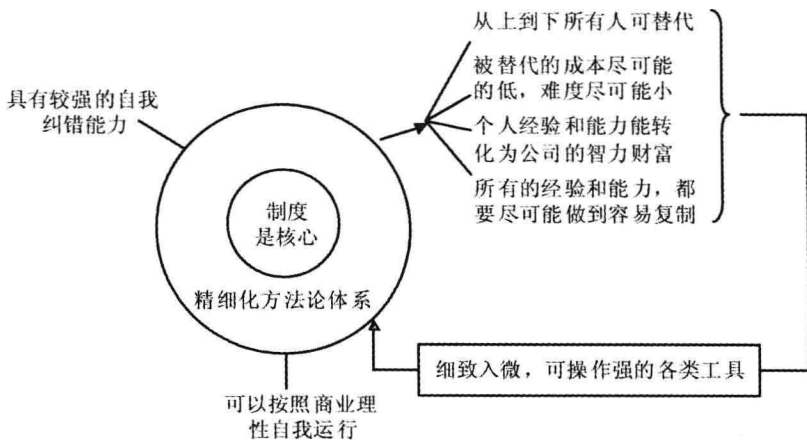 从上到下所有人可替代
被替代的成本尽可能
的低，难度尽可能小
个人经验和能力能转
化为公司的智力财富
所有的经验和能力，都
要尽可能做到容易复制
具有较强的自我
纠错能力
制度
是核心
精细化方法论体系
细致入微，可操作强的各类工具
可以按照商业理
性自我运行